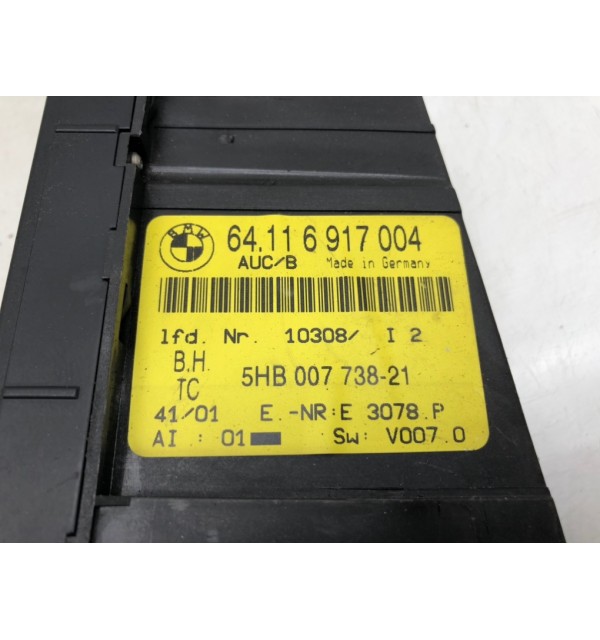 BMW
64.11 6 917 004
AUC/B Made in Germany
lfd. Nr. 10308/ I 2
B.H.
TC 5HB 007 738-21
41/01 E.-NR:E 3078.P
AI : 01 Sw: V007.0